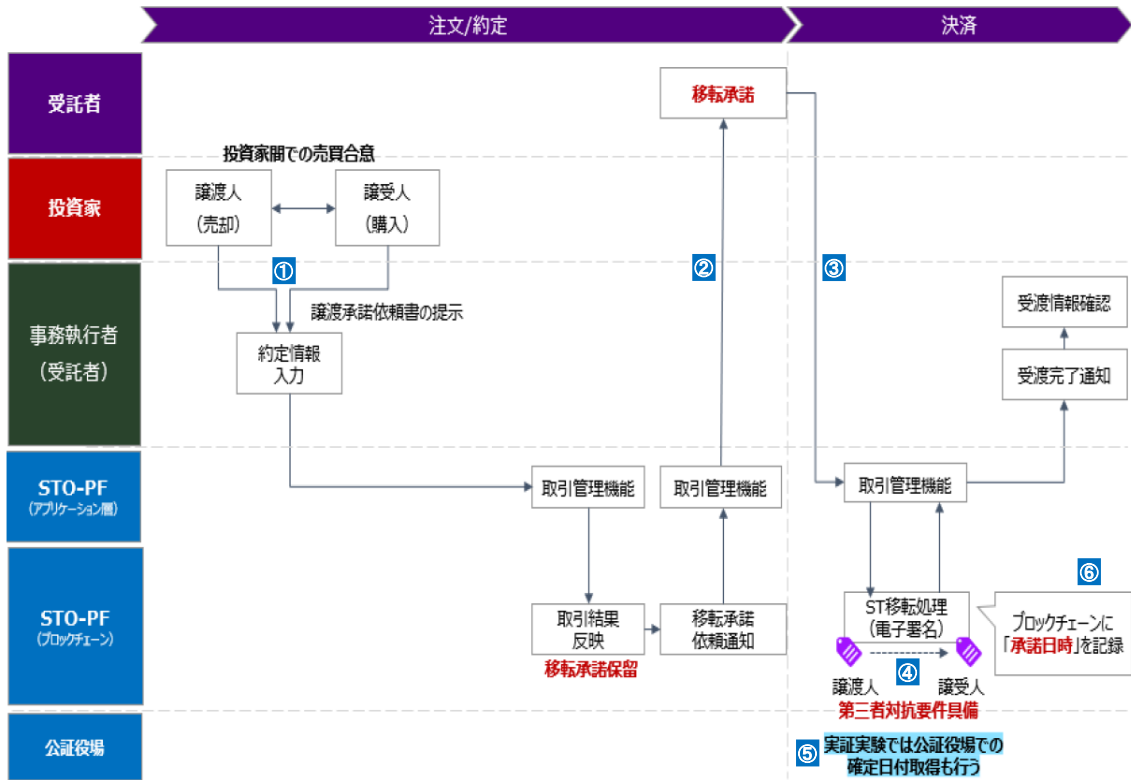 注文/約定
決済
受託者
移転承諾
投資家間での売買合意
投資家
譲渡人
(売却)
譲受人
(購入)
①
②
③
譲渡承諾依頼書の提示
事務執行者
(受託者)
約定情報
入力
受渡情報確認
受渡完了通知
STO-PF
(アプリケーション層)
取引管理機能
取引管理機能
取引管理機能
STO-PF
(ブロックチェーン)
取引結果
反映
移転承諾保留
移転承諾
依頼通知
ST移転処理
(電子署名)
⑥
ブロックチェーンに
「承諾日時」を記録
④
譲渡人
譲受人
第三者対抗要件具備
公証役場
⑤
実証実験では公証役場での
確定日付取得も行う